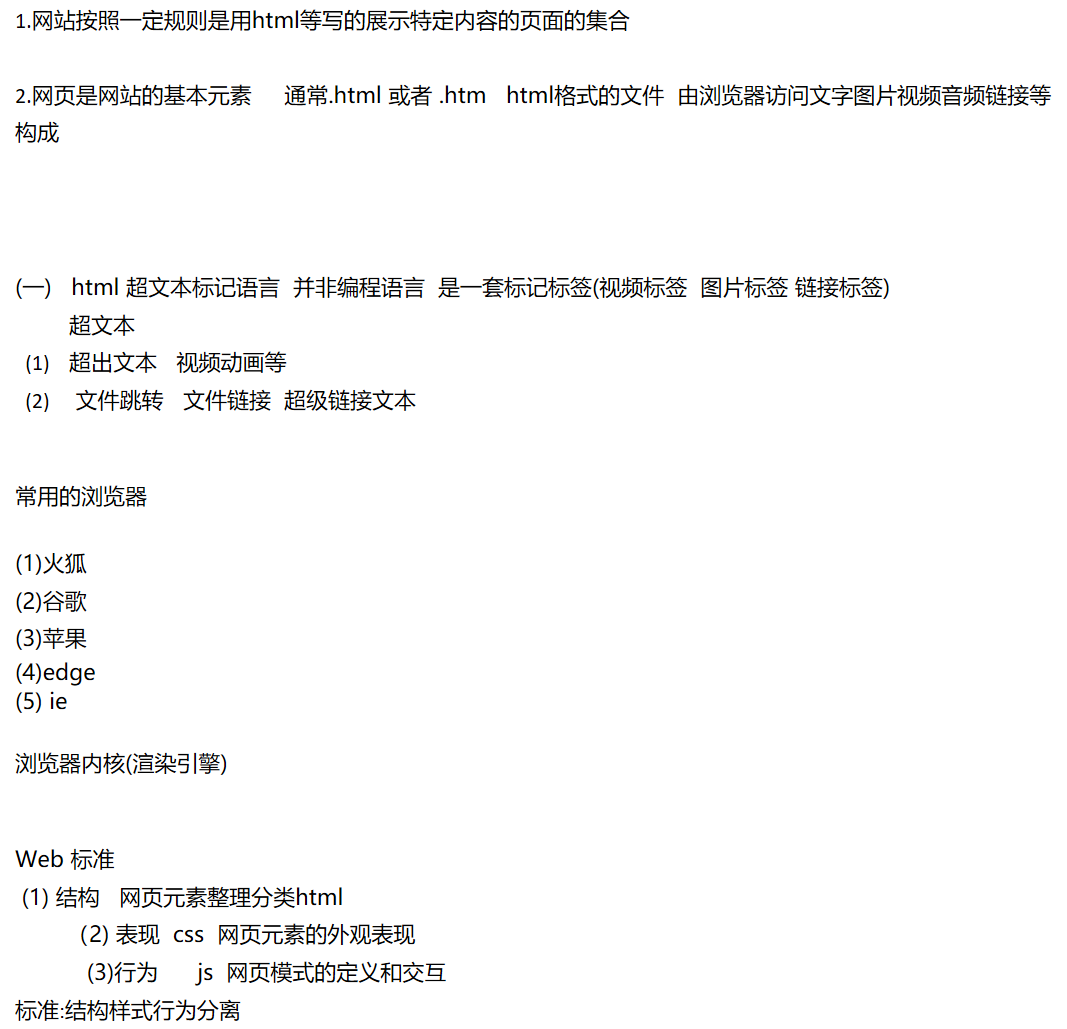 1.网站按照一定规则是用html等写的展示特定内容的页面的集合
2.网页是网站的基本元素 通常.html 或者 .htm html格式的文件 由浏览器访问文字图片视频音频链接等
构成
(一) html 超文本标记语言 并非编程语言 是一套标记标签(视频标签 图片标签 链接标签)
超文本
(1) 超出文本 视频动画等
(2) 文件跳转 文件链接 超级链接文本
常用的浏览器
(1)火狐
(2)谷歌
(3)苹果
(4)edge
(5) ie
浏览器内核(渲染引擎)
Web 标准
(1) 结构 网页元素整理分类html
(2) 表现 css 网页元素的外观表现
(3)行为 js 网页模式的定义和交互
标准:结构样式行为分离